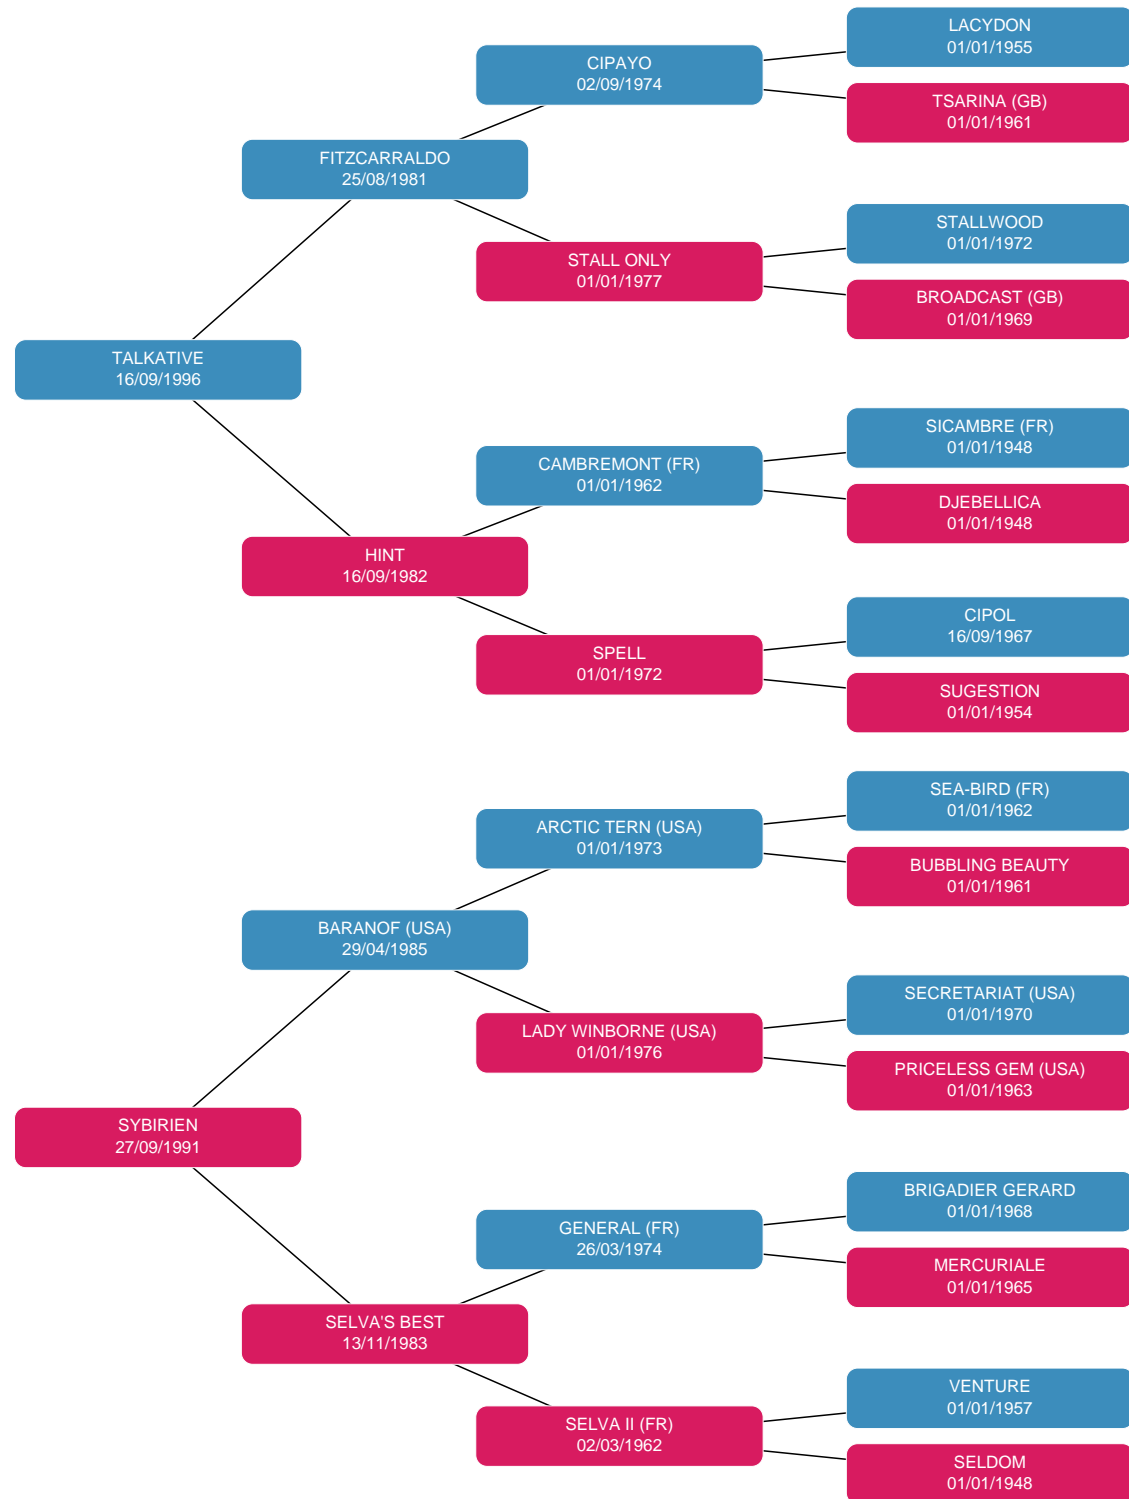 LACYDON
01/01/1955
CIPAYO
02/09/1974
TSARINA (GB)
01/01/1961
FITZCARRALDO
25/08/1981
STALLWOOD
01/01/1972
STALL ONLY
01/01/1977
BROADCAST (GB)
01/01/1969
TALKATIVE
16/09/1996
SICAMBRE (FR)
01/01/1948
CAMBREMONT (FR)
01/01/1962
DJEBELLICA
01/01/1948
HINT
16/09/1982
CIPOL
16/09/1967
SPELL
01/01/1972
SUGESTION
01/01/1954
SEA-BIRD (FR)
01/01/1962
ARCTIC TERN (USA)
01/01/1973
BUBBLING BEAUTY
01/01/1961
BARANOF (USA)
29/04/1985
SECRETARIAT (USA)
01/01/1970
LADY WINBORNE (USA)
01/01/1976
PRICELESS GEM (USA)
01/01/1963
SYBIRIEN
27/09/1991
BRIGADIER GERARD
01/01/1968
GENERAL (FR)
26/03/1974
MERCURIALE
01/01/1965
SELVA'S BEST
13/11/1983
VENTURE
01/01/1957
SELVA II (FR)
02/03/1962
SELDOM
01/01/1948